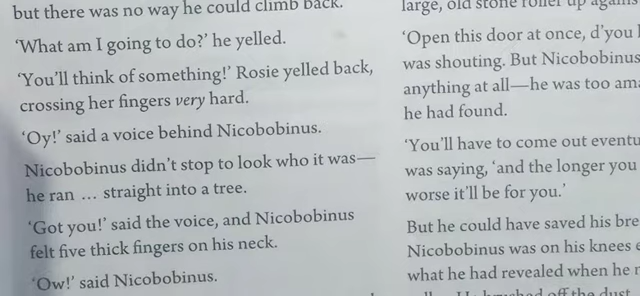 but there was no way he could climb back.
'What am I going to do?' he yelled.
'You'll think of something!' Rosie yelled back,
crossing her fingers very hard.
'Oy!' said a voice behind Nicobobinus.
Nicobobinus didn't stop to look who it was—
he ran … straight into a tree.
'Got you!' said the voice, and Nicobobinus
felt five thick fingers on his neck.
'Ow!' said Nicobobinus.
large, old stone roller up against
'Open this door at once, d'you
was shouting. But Nicobobinus
anything at all—he was too
he had found.
'You'll have to come out
was saying, 'and the longer you
worse it'll be for you.'
But he could have saved his
Nicobobinus was on his knees
what he had revealed when he
off the dust